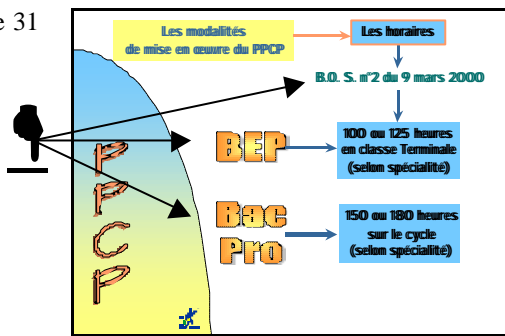 e 31
Les modalités
de mise en œuvre du PPCP
Les horaires
B.O. S. n°2 du 9 mars 2000
BEP
100 ou 125 heures
en classe Terminale
(selon spécialité)
Bac
Pro
150 ou 180 heures
sur le cycle
(selon spécialité)
P
P
C
P